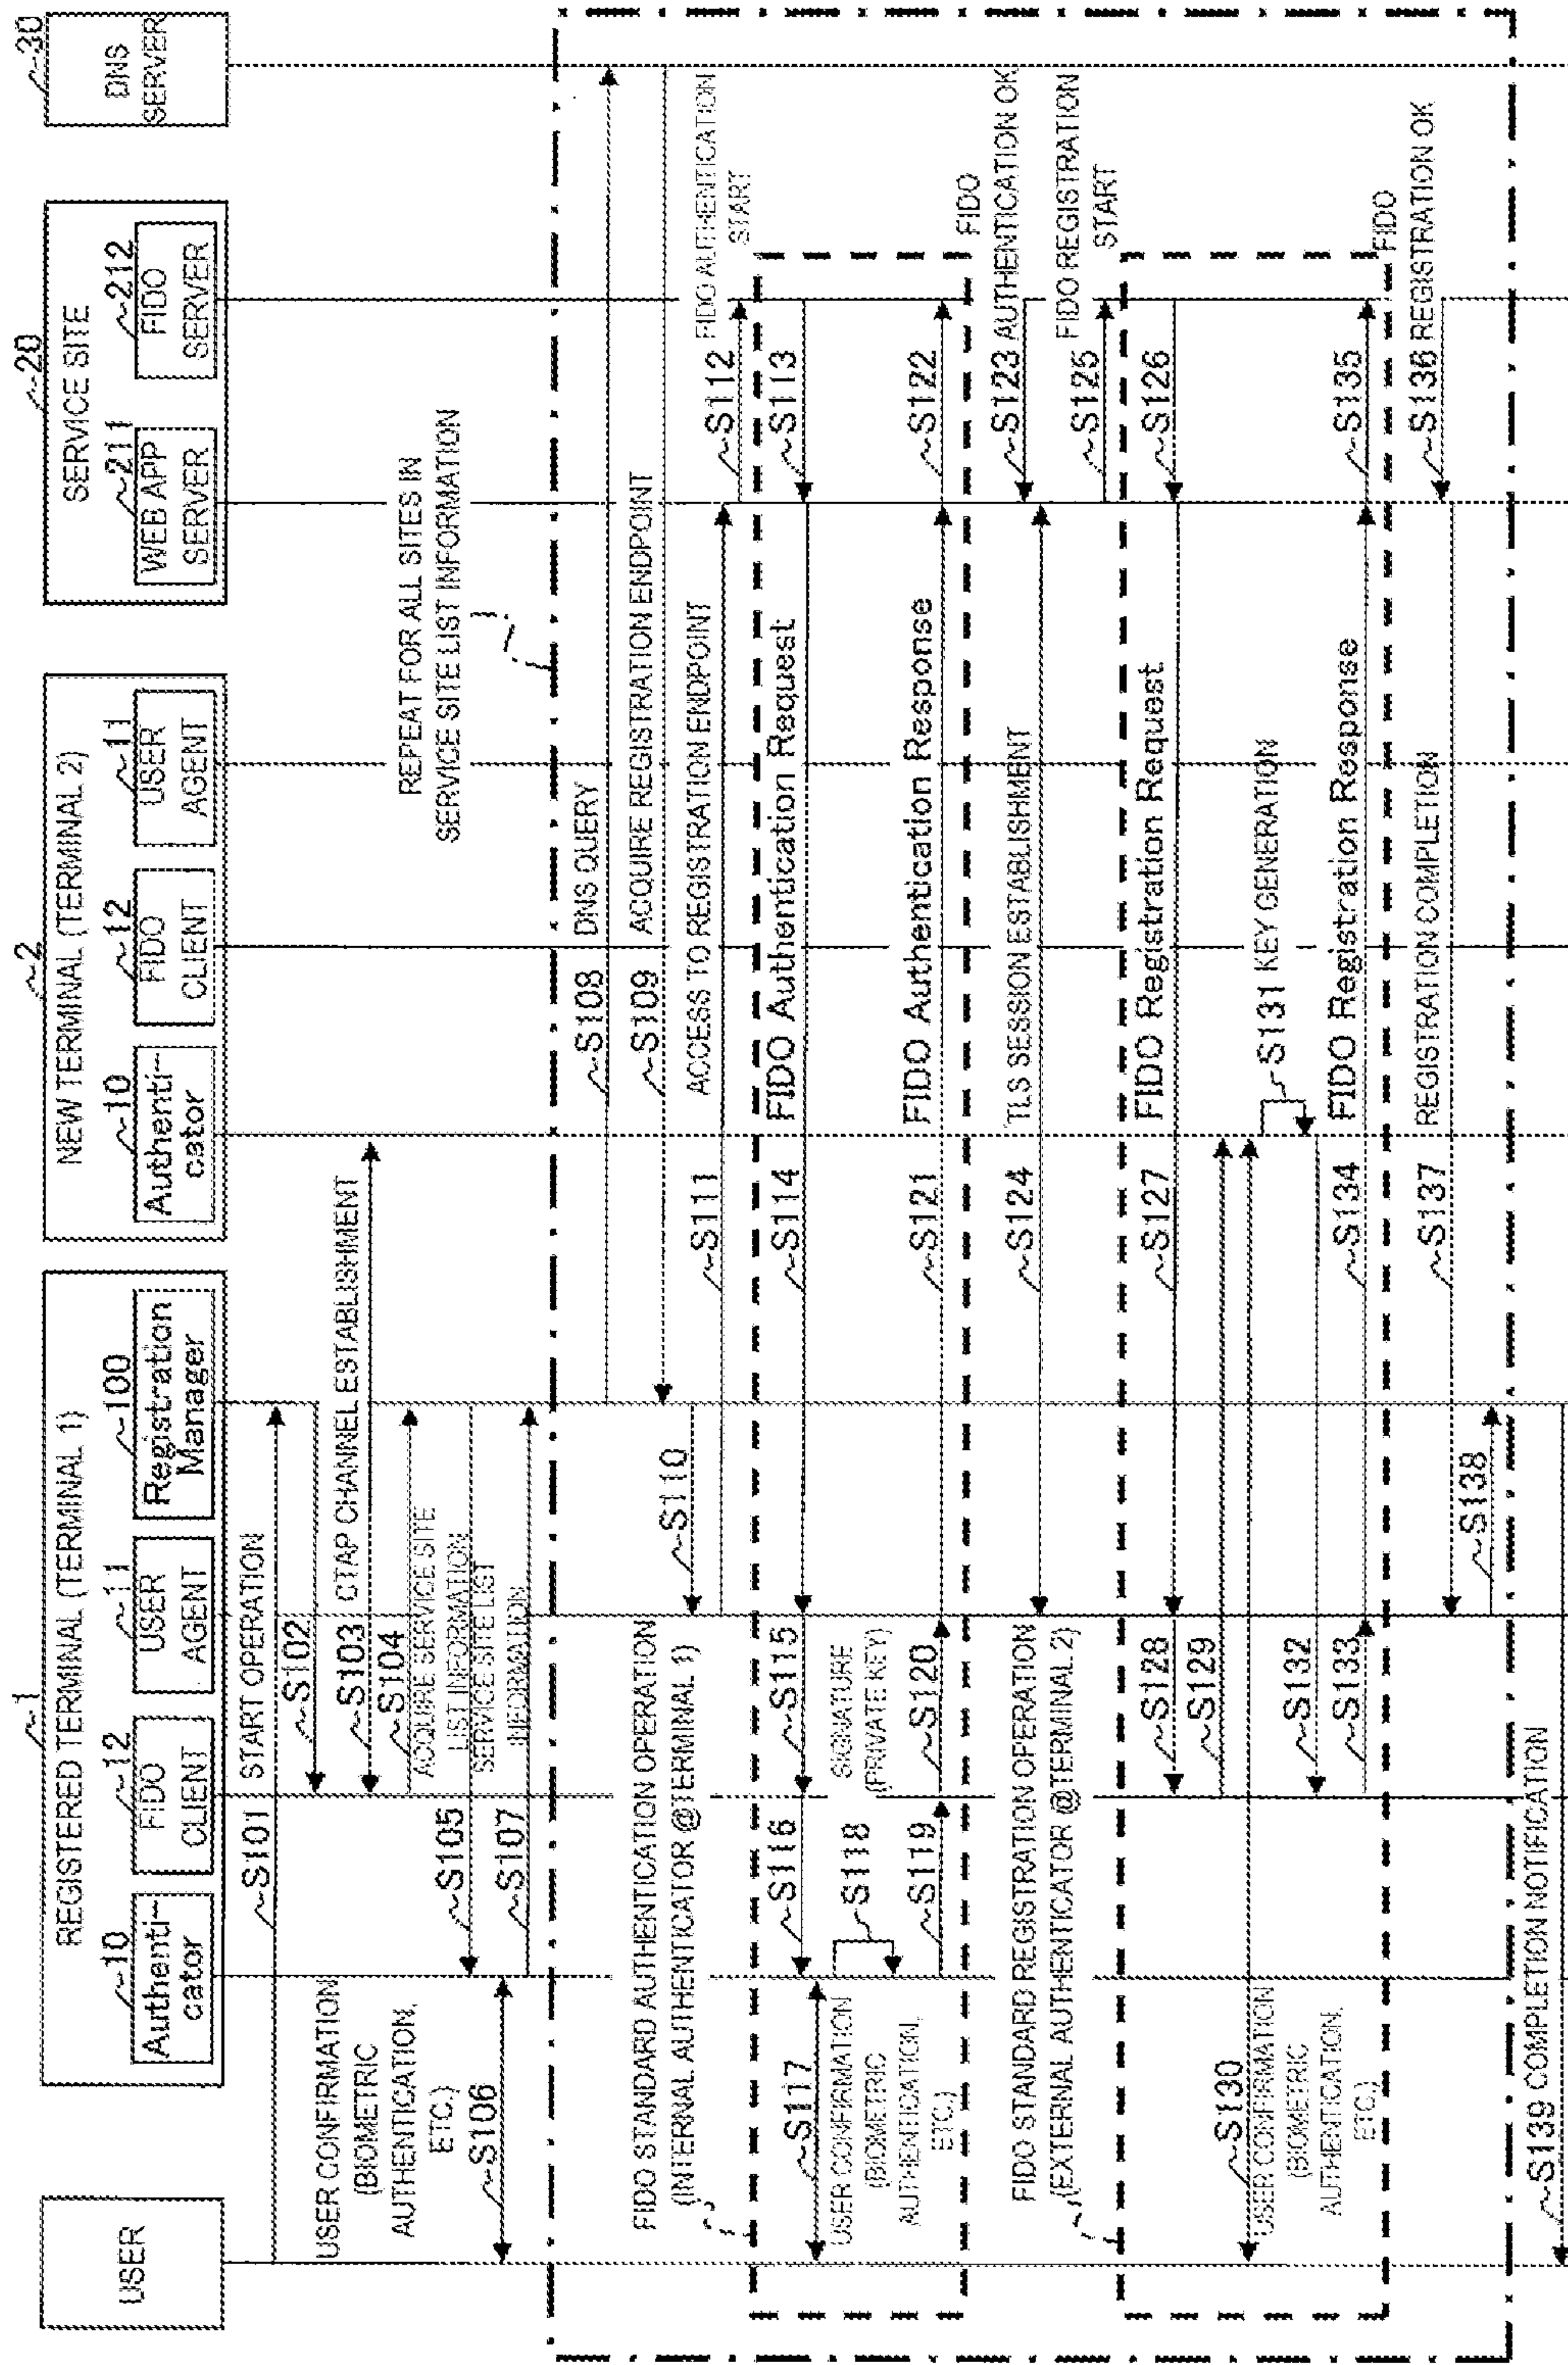 USER
~1
REGISTERED TERMINAL (TERMINAL 1)
~10
Authenti-
cator
~12
FIDO
CLIENT
~11
USER
AGENT
~100
Registration
Manager
~2
NEW TERMINAL (TERMINAL 2)
~10
Authenti-
cator
~12
FIDO
CLIENT
~11
USER
AGENT
~20
SERVICE SITE
~211
WEB APP
SERVER
~212
FIDO
SERVER
~30
DNS
SERVER
~S101 START OPERATION
~S102
~S103 CTAP CHANNEL ESTABLISHMENT
~S104
ACQUIRE SERVICE SITE
LIST INFORMATION
~S105
SERVICE SITE LIST
INFORMATION
~S107
USER CONFIRMATION
(BIOMETRIC
AUTHENTICATION,
ETC.)
~S106
REPEAT FOR ALL SITES IN
SERVICE SITE LIST INFORMATION
~S108 DNS QUERY
~S109 ACQUIRE REGISTRATION ENDPOINT
~S110
~S111 ACCESS TO REGISTRATION ENDPOINT
~S112
FIDO AUTHENTICATION
START
FIDO STANDARD AUTHENTICATION OPERATION
(INTERNAL AUTHENTICATOR @TERMINAL 1)
~S113
~S114 FIDO Authentication Request
~S115
~S116
~S117
USER CONFIRMATION
(BIOMETRIC
AUTHENTICATION,
ETC.)
~S118
SIGNATURE
(PRIVATE KEY)
~S119
~S120
~S121 FIDO Authentication Response
~S122
FIDO
~S123 AUTHENTICATION OK
~S124 TLS SESSION ESTABLISHMENT
~S125
FIDO REGISTRATION
START
FIDO STANDARD REGISTRATION OPERATION
(EXTERNAL AUTHENTICATOR @TERMINAL 2)
~S126
~S127 FIDO Registration Request
~S128
~S129
~S130
USER CONFIRMATION
(BIOMETRIC
AUTHENTICATION,
ETC.)
~S131 KEY GENERATION
~S132
~S133
~S134 FIDO Registration Response
~S135
FIDO
~S136 REGISTRATION OK
~S137 REGISTRATION COMPLETION
~S138
~S139 COMPLETION NOTIFICATION